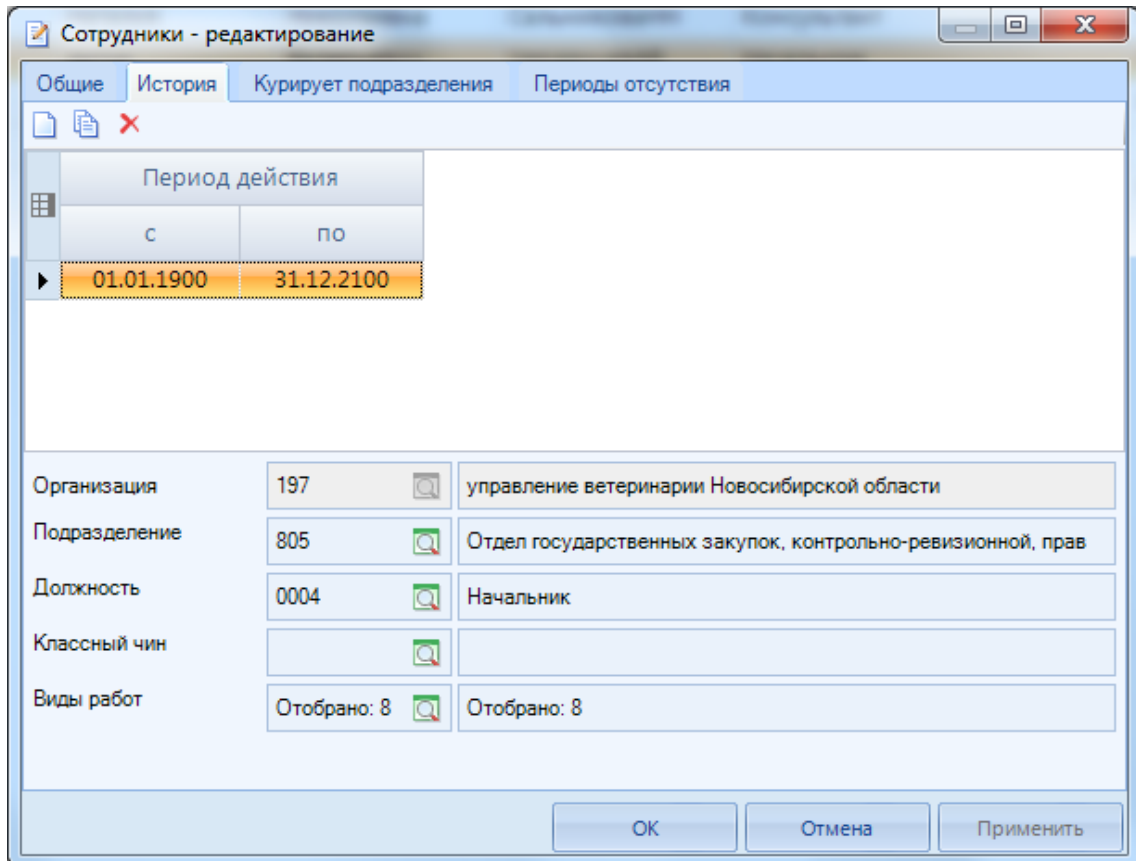 Сотрудники - редактирование
Общие История Курирует подразделения Периоды отсутствия
Период действия
с по
01.01.1900 31.12.2100
Организация 197 управление ветеринарии Новосибирской области
Подразделение 805 Отдел государственных закупок, контрольно-ревизионной, прав
Должность 0004 Начальник
Классный чин
Виды работ Отобрано: 8 Отобрано: 8
ОК Отмена Применить